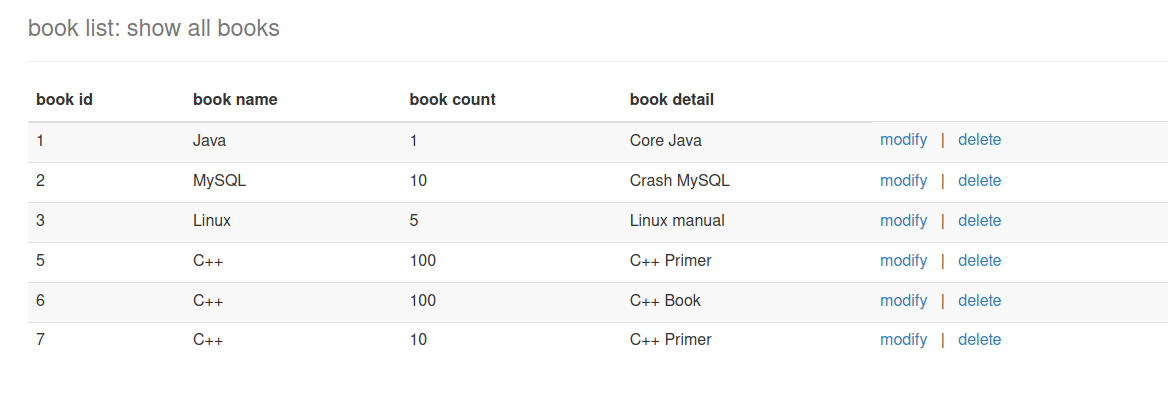 book list: show all books
book id book name book count book detail
1 Java 1 Core Java modify | delete
2 MySQL 10 Crash MySQL modify | delete
3 Linux 5 Linux manual modify | delete
5 C++ 100 C++ Primer modify | delete
6 C++ 100 C++ Book modify | delete
7 C++ 10 C++ Primer modify | delete